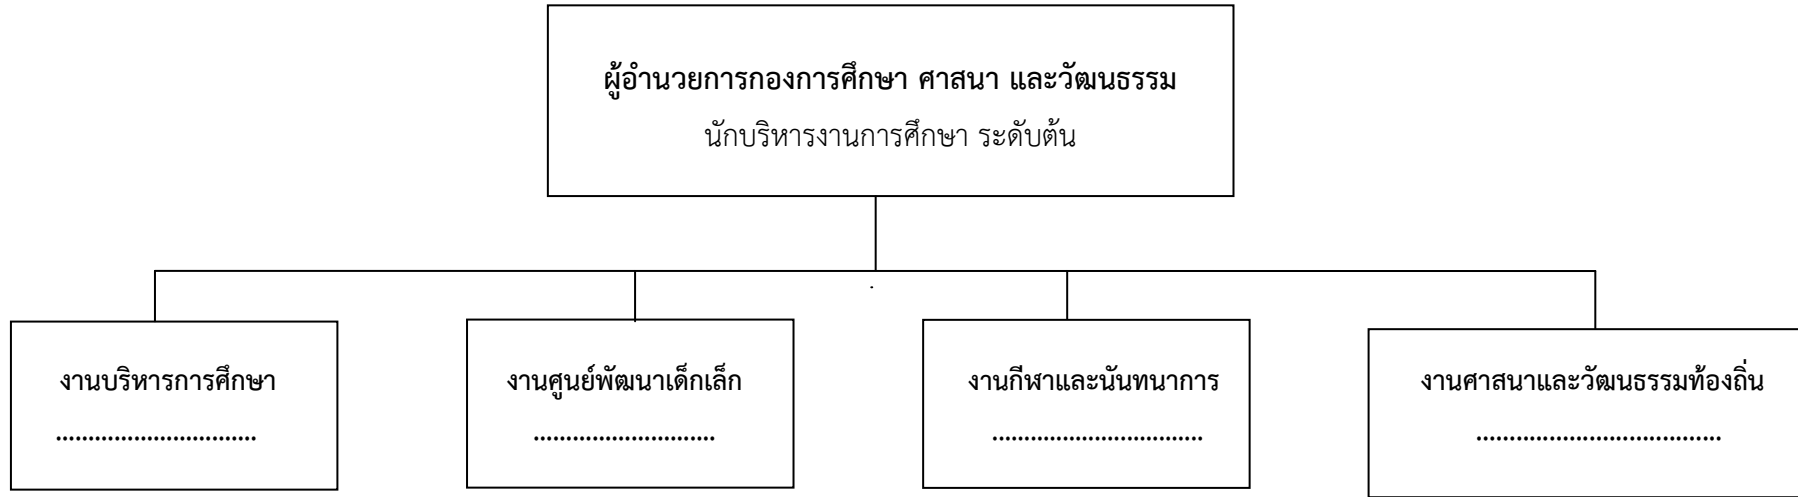 ผู้อำนวยการกองการศึกษา ศาสนา และวัฒนธรรม
นักบริหารงานการศึกษา ระดับต้น
งานบริหารการศึกษา
...............................
งานศูนย์พัฒนาเด็กเล็ก
............................
งานกีฬาและนันทนาการ
.................................
งานศาสนาและวัฒนธรรมท้องถิ่น
......................................